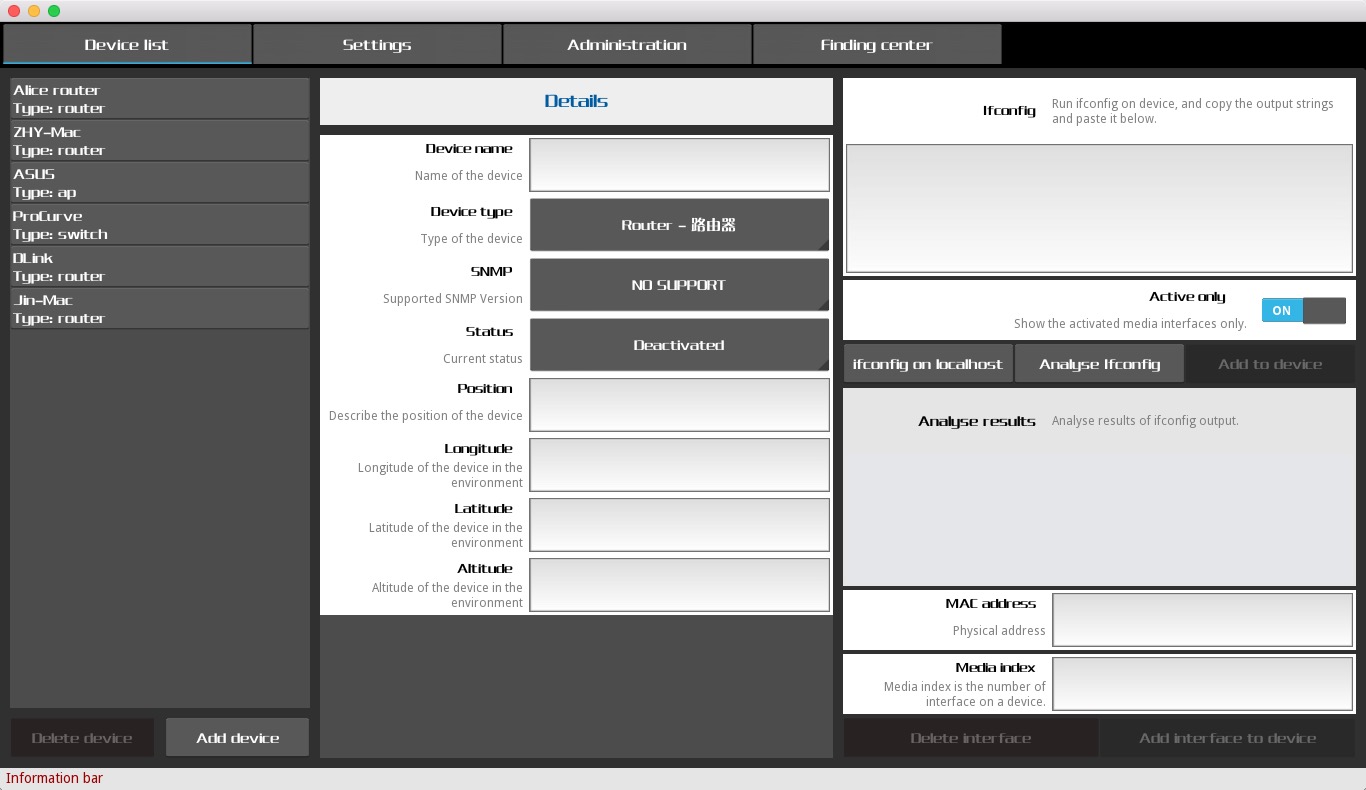 Device list
Settings
Administration
Finding center
Alice router
Type: router
ZHY-Mac
Type: router
ASUS
Type: ap
ProCurve
Type: switch
DLink
Type: router
Jin-Mac
Type: router
Delete device
Add device
Details
Device name
Name of the device
Device type
Type of the device
Router - 路由器
SNMP
Supported SNMP Version
NO SUPPORT
Status
Current status
Deactivated
Position
Describe the position of the device
Longitude
Longitude of the device in the
environment
Latitude
Latitude of the device in the
environment
Altitude
Altitude of the device in the
environment
Ifconfig
Run ifconfig on device, and copy the output strings
and paste it below.
Active only
Show the activated media interfaces only.
ON
ifconfig on localhost
Analyse Ifconfig
Add to device
Analyse results
Analyse results of ifconfig output.
MAC address
Physical address
Media index
Media index is the number of
interface on a device.
Delete interface
Add interface to device
Information bar